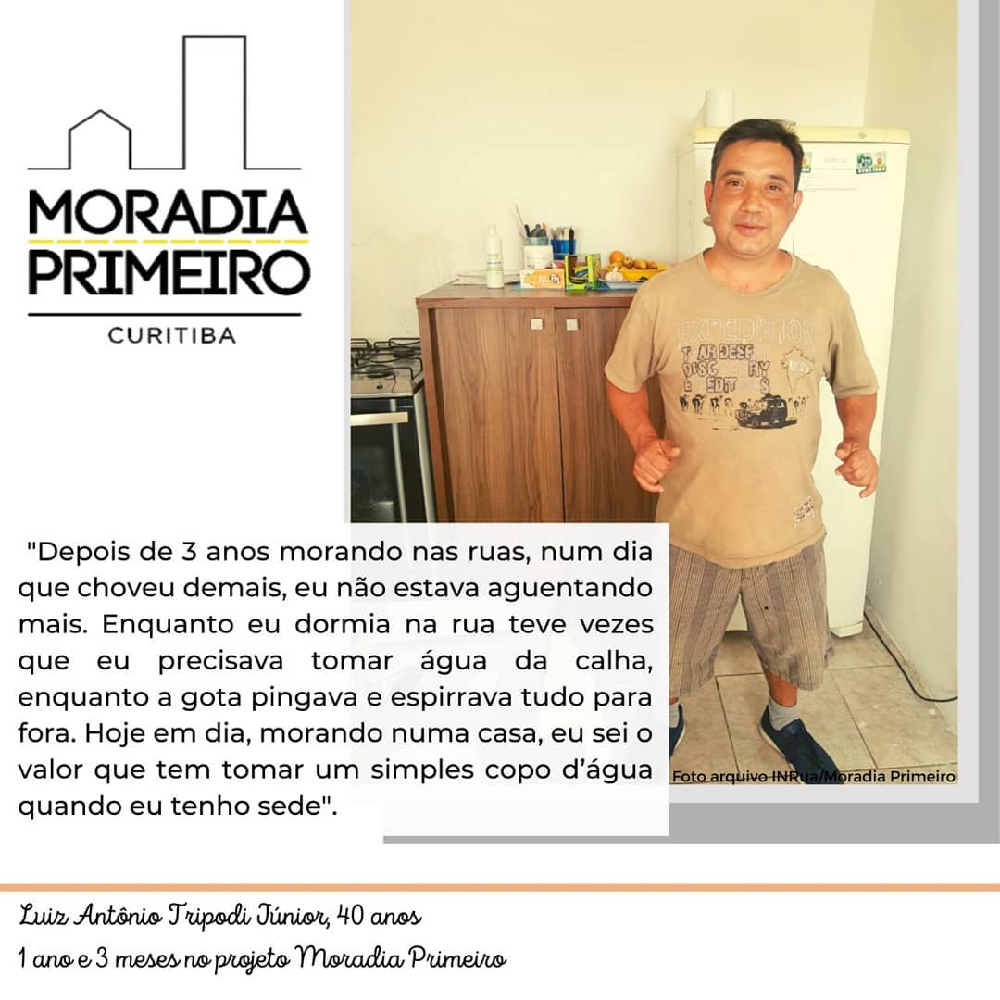 MORADIA
PRIMEIRO
CURITIBA
EXPEDITION
"Depois de 3 anos morando nas ruas, num dia
que choveu demais, eu não estava aguentando
mais. Enquanto eu dormia na rua teve vezes
que eu precisava tomar água da calha,
enquanto a gota pingava e espirrava tudo para
fora. Hoje em dia, morando numa casa, eu sei o
valor que tem tomar um simples copo d’água
quando eu tenho sede".
Foto arquivo INRua/Moradia Primeiro
Luiz Antônio Tripodi Júnior, 40 anos
1 ano e 3 meses no projeto Moradia Primeiro